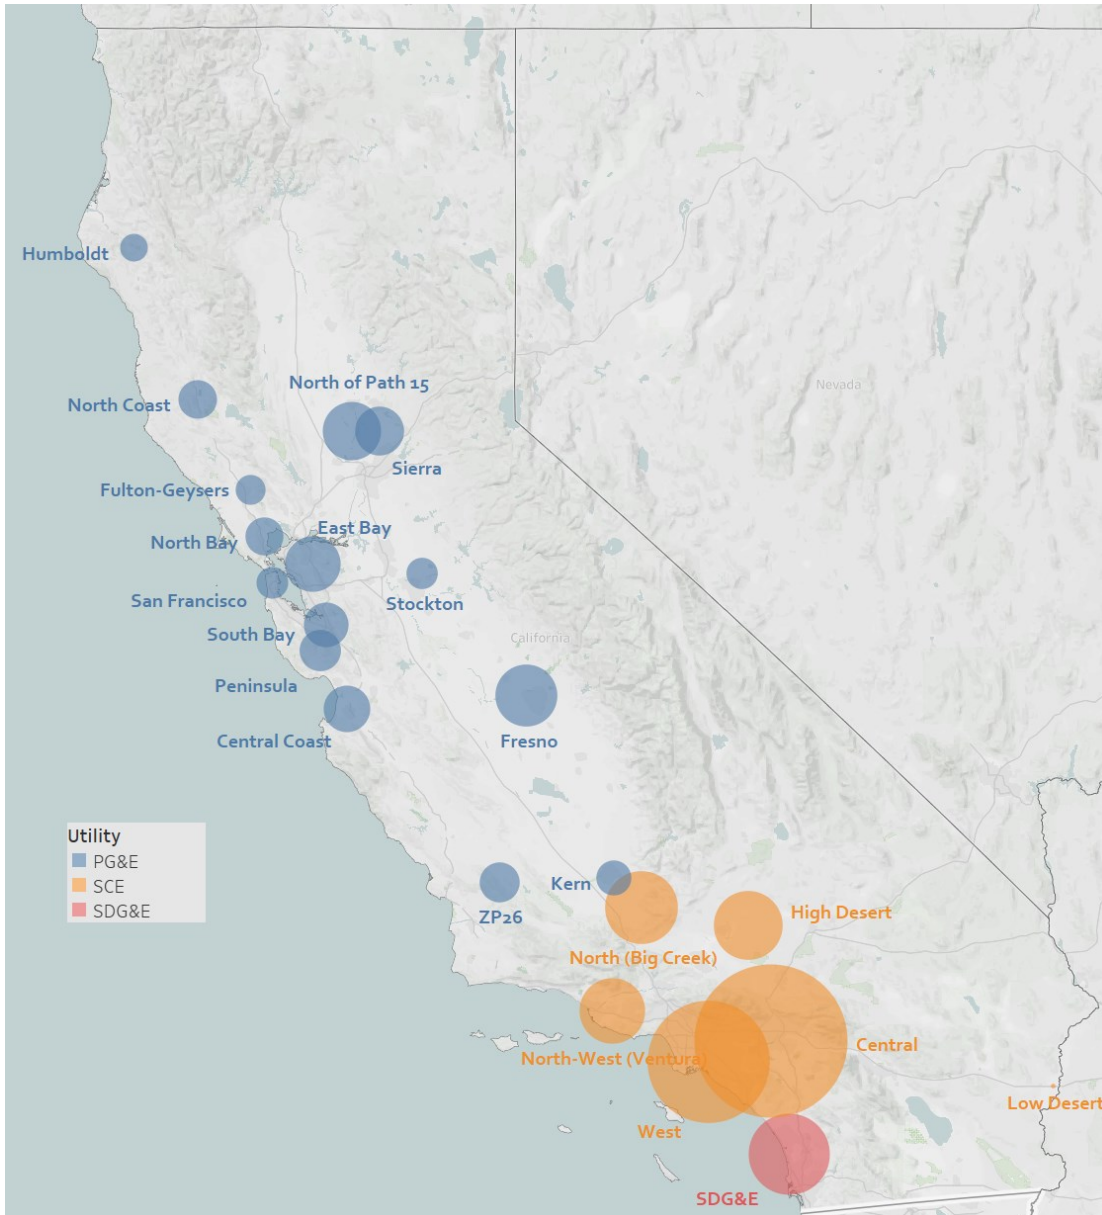 Humboldt
Nevada
North of Path 15
North Coast
Sierra
Fulton-Geysers
East Bay
North Bay
San Francisco
Stockton
South Bay
California
Peninsula
Central Coast
Fresno
Utility
PG&E
SCE
SDG&E
Kern
ZP26
High Desert
North (Big Creek)
Central
North-West (Ventura)
Low Desert
West
SDG&E